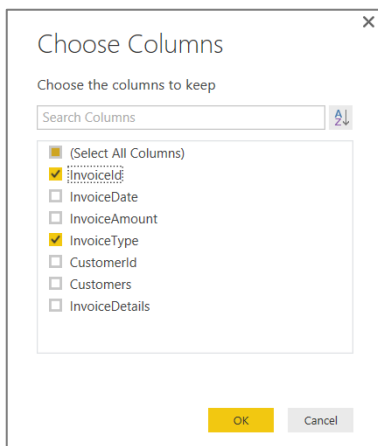 Choose Columns
Choose the columns to keep
Search Columns
(Select All Columns)
InvoiceId
InvoiceDate
InvoiceAmount
InvoiceType
CustomerId
Customers
InvoiceDetails
OK Cancel